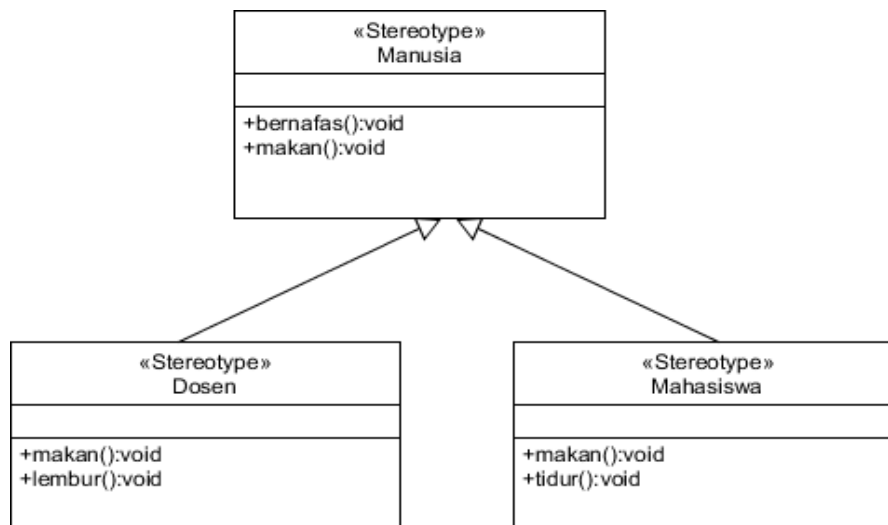 «Stereotype»
Manusia
+bernafas():void
+makan():void
«Stereotype»
Dosen
+makan():void
+lembur():void
«Stereotype»
Mahasiswa
+makan():void
+tidur():void